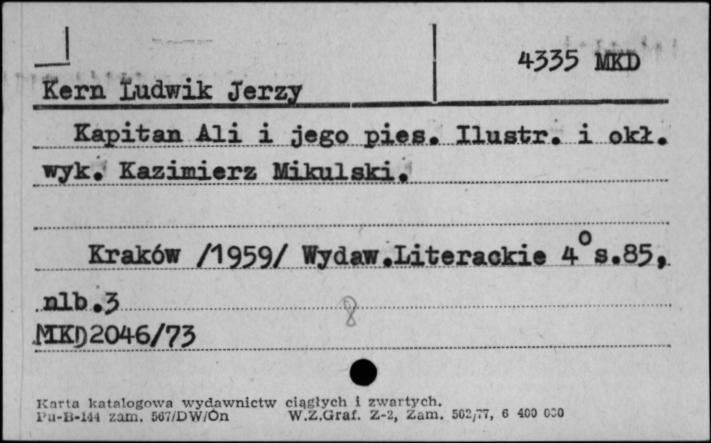 4335 MKD
Kern Ludwik Jerzy
Kapitan Ali i jego pies. Ilustr. i okł.
wyk. Kazimierz Mikulski.
Kraków /1959/ Wydaw.Literackie 4° s.85,
nlb.3
8
MKD2046/73
Karta katalogowa wydawnictw ciągłych i zwartych.
Pu-B-144 zam. 567/DW/Dn W.Z.Graf. Z-2, Zam. 502/77, 6 400 000